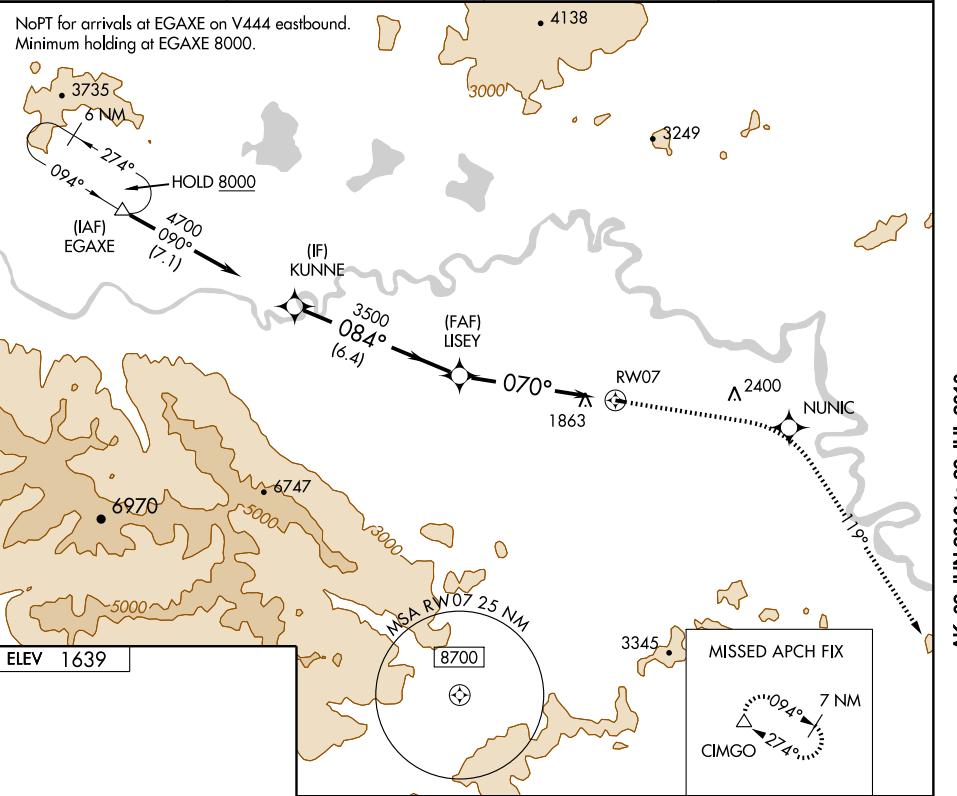 NoPT for arrivals at EGAXE on V444 eastbound.
Minimum holding at EGAXE 8000.
4138
3000
3735
6 NM
3249
274°
094°
HOLD 8000
(IAF)
EGAXE
4700
090°
(7.1)
(IF)
KUNNE
3500
084°
(6.4)
(FAF)
LISEY
070°
RW07
1863
2400
NUNIC
119°
6747
6970
5000
3000
5000
MSA RW07 25 NM
8700
ELEV 1639
3345
MISSED APCH FIX
094°
7 NM
CIMGO
274°